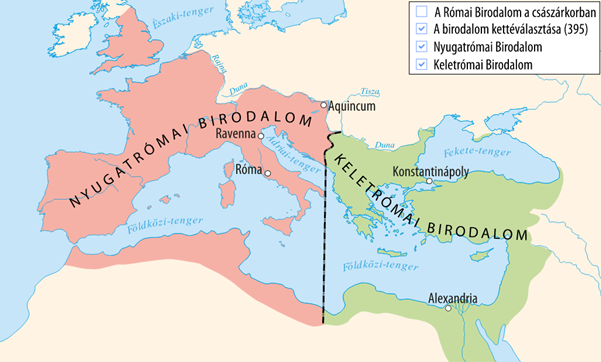 A Római Birodalom a császárkorban
A birodalom kettéválasztása (395)
Nyugatrómai Birodalom
Keletrómai Birodalom
Északi-tenger
Rajna
Duna
Tisza
Aquincum
NYUGATRÓMAI BIRODALOM
Ravenna
Adriai-tenger
Duna
Fekete-tenger
Róma
KELETRÓMAI BIRODALOM
Konstantinápoly
Földközi-tenger
Földközi-tenger
Alexandria